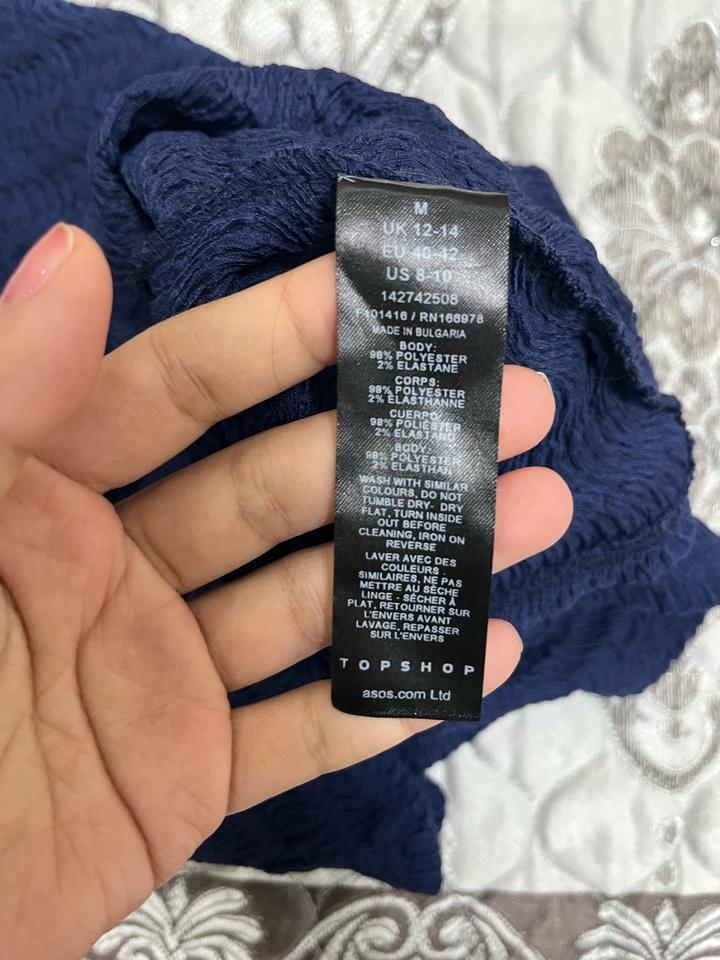 M
UK 12-14
EU 40-42
US 8-10
142742508
F101416 / RN166978
MADE IN BULGARIA
BODY:
98% POLYESTER
2% ELASTANE
CORPS:
98% POLYESTER
2% ELASTHANNE
CUERPO:
98% POLIÉSTER
2% ELASTANO
BODY:
98% POLYESTER
2% ELASTHAN
WASH WITH SIMILAR
COLOURS, DO NOT
TUMBLE DRY- DRY
FLAT, TURN INSIDE
OUT BEFORE
CLEANING, IRON ON
REVERSE
LAVER AVEC DES
COULEURS
SIMILAIRES, NE PAS
METTRE AU SÈCHE
LINGE - SÉCHER À
PLAT, RETOURNER SUR
L'ENVERS AVANT
LAVAGE, REPASSER
SUR L'ENVERS
TOPSHOP
asos.com Ltd